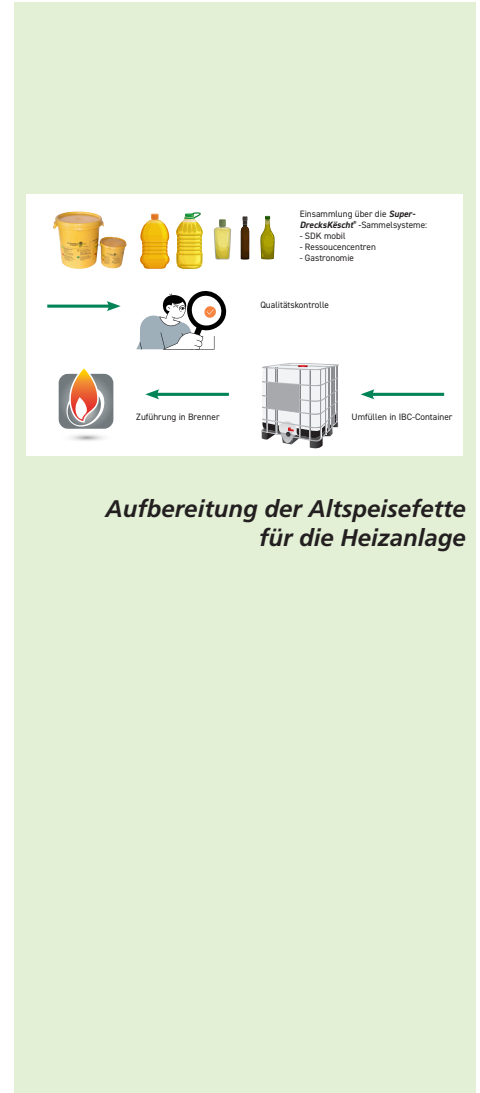 Einsammlung über die Super-
DrecksKëscht® -Sammelsysteme:
- SDK mobil
- Ressoucencentren
- Gastronomie
Qualitätskontrolle
Zuführung in Brenner
Umfüllen in IBC-Container
Aufbereitung der Altspeisefette
für die Heizanlage